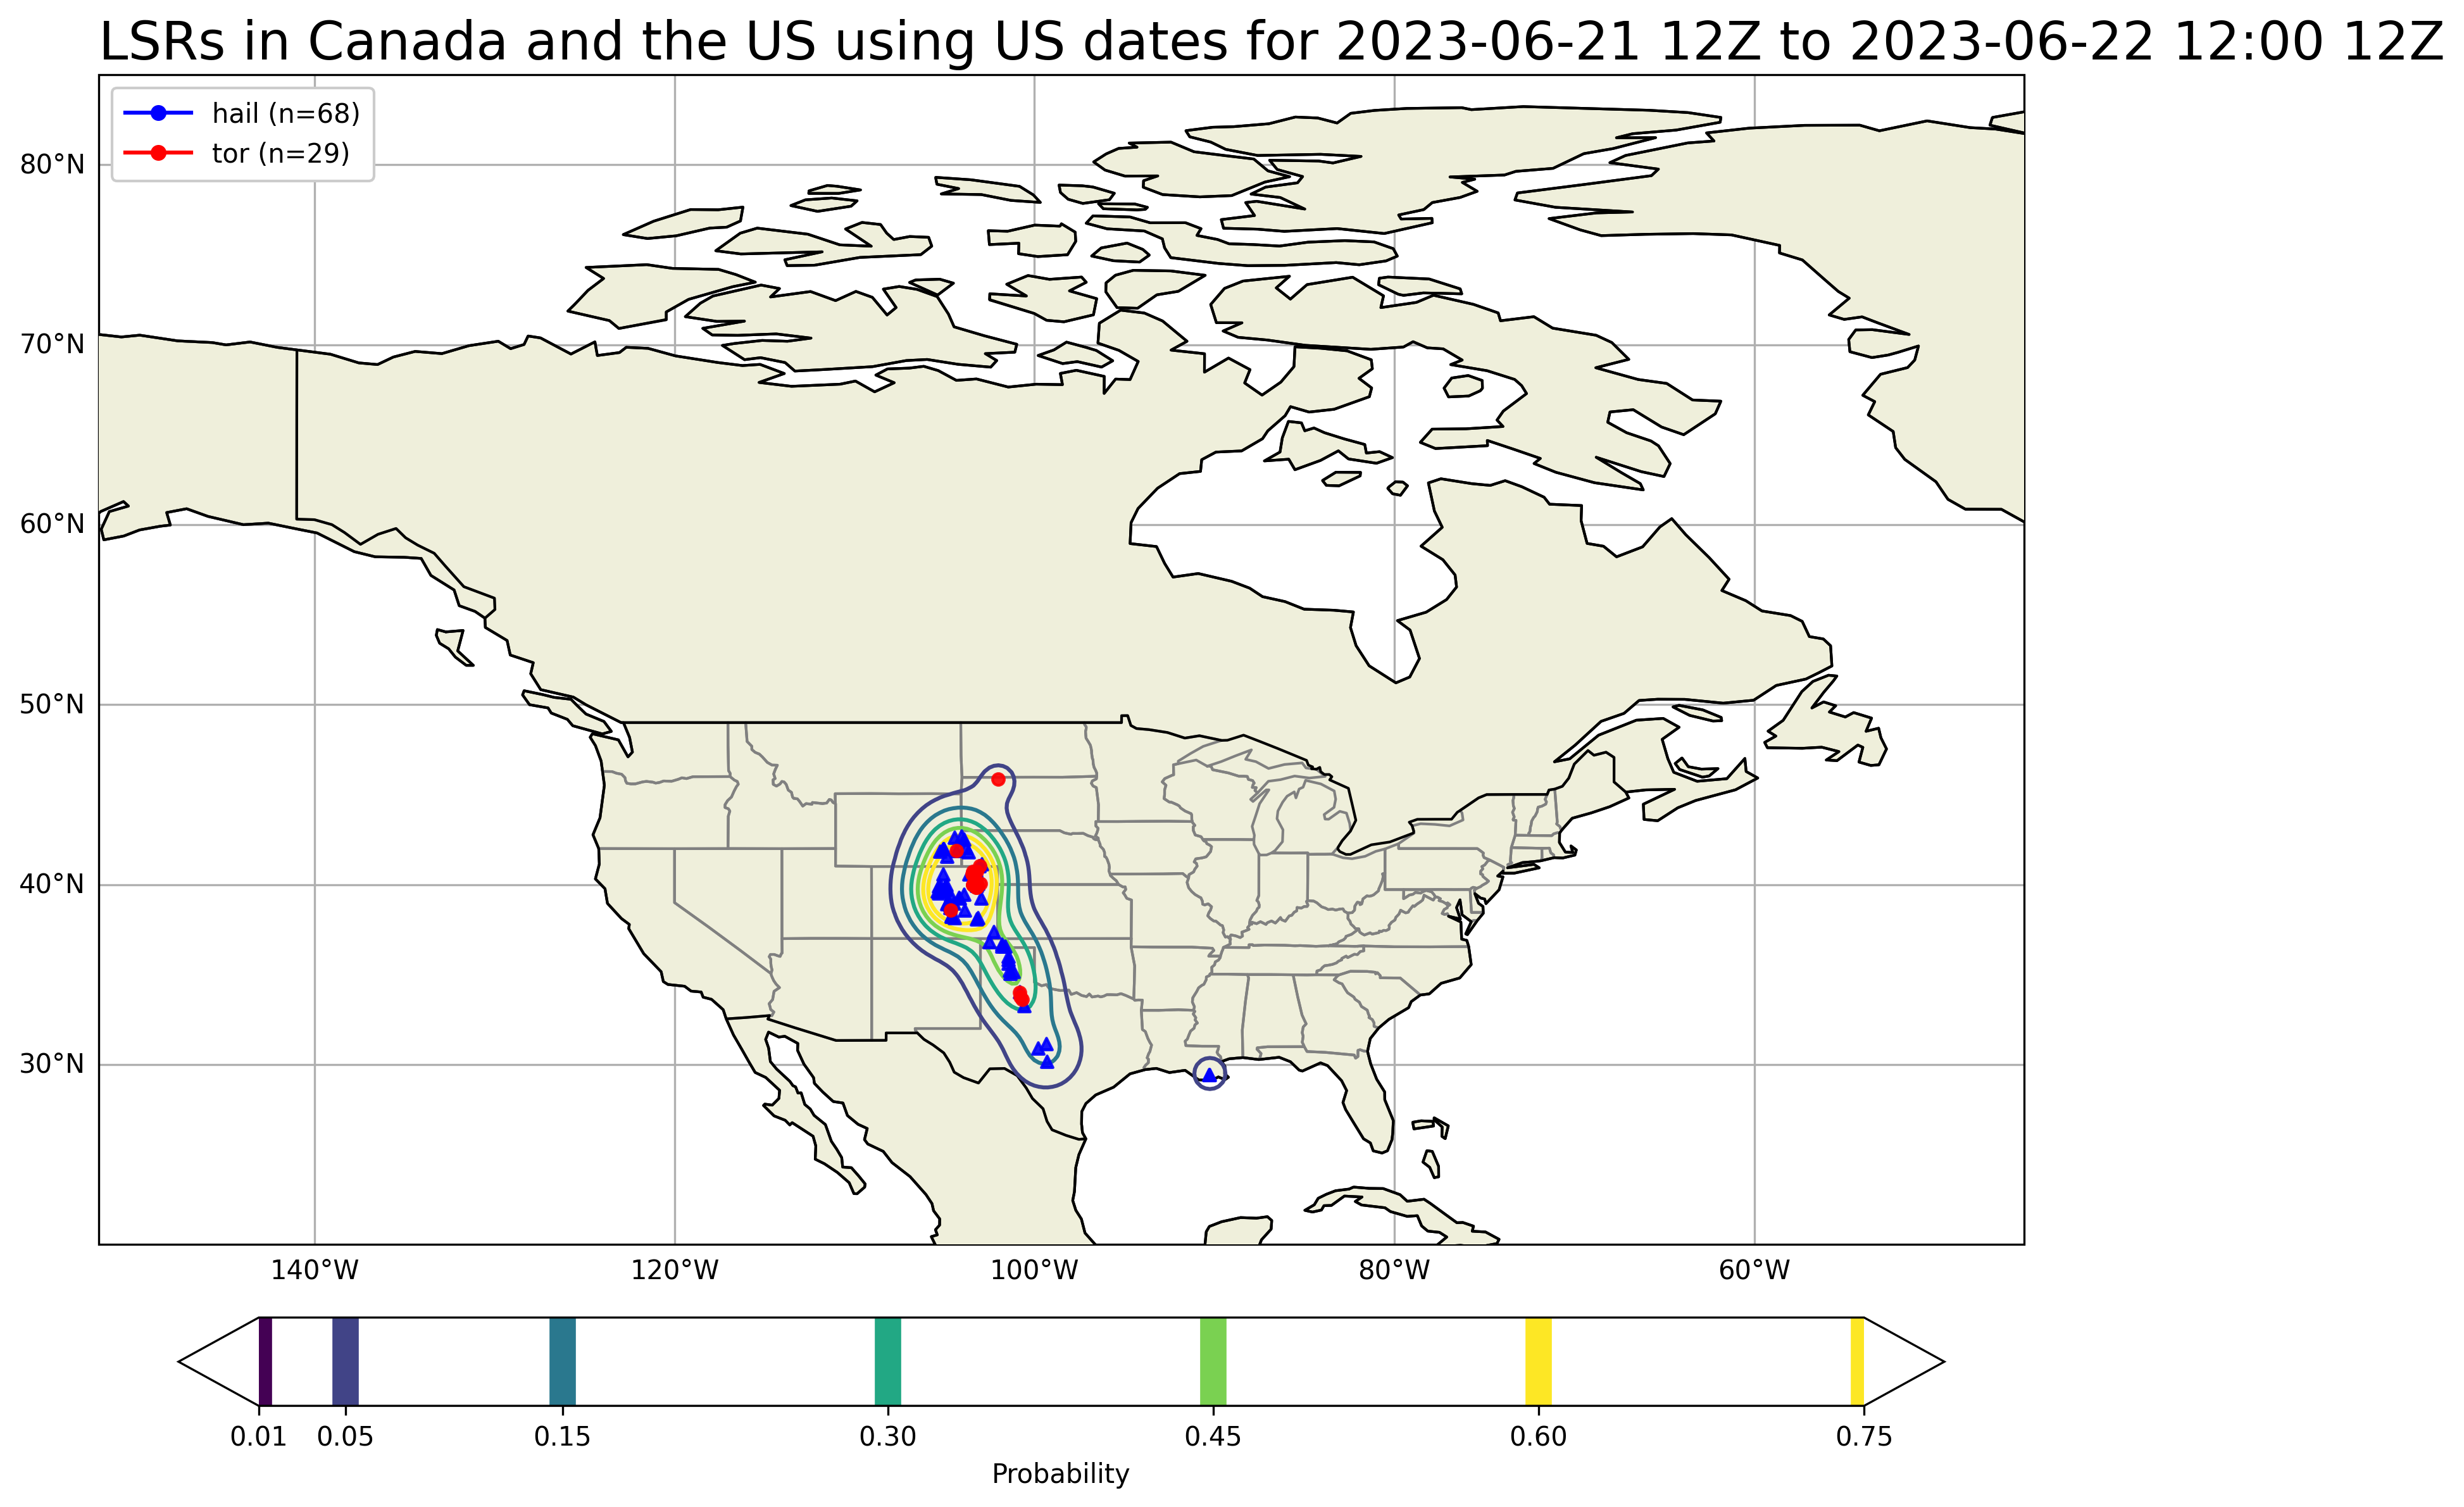 LSRs in Canada and the US using US dates for 2023-06-21 12Z to 2023-06-22 12:00 12Z
hail (n=68)
tor (n=29)
80°N
70°N
60°N
50°N
40°N
30°N
140°W 120°W 100°W 80°W 60°W
0.01 0.05 0.15 0.30 0.45 0.60 0.75
Probability